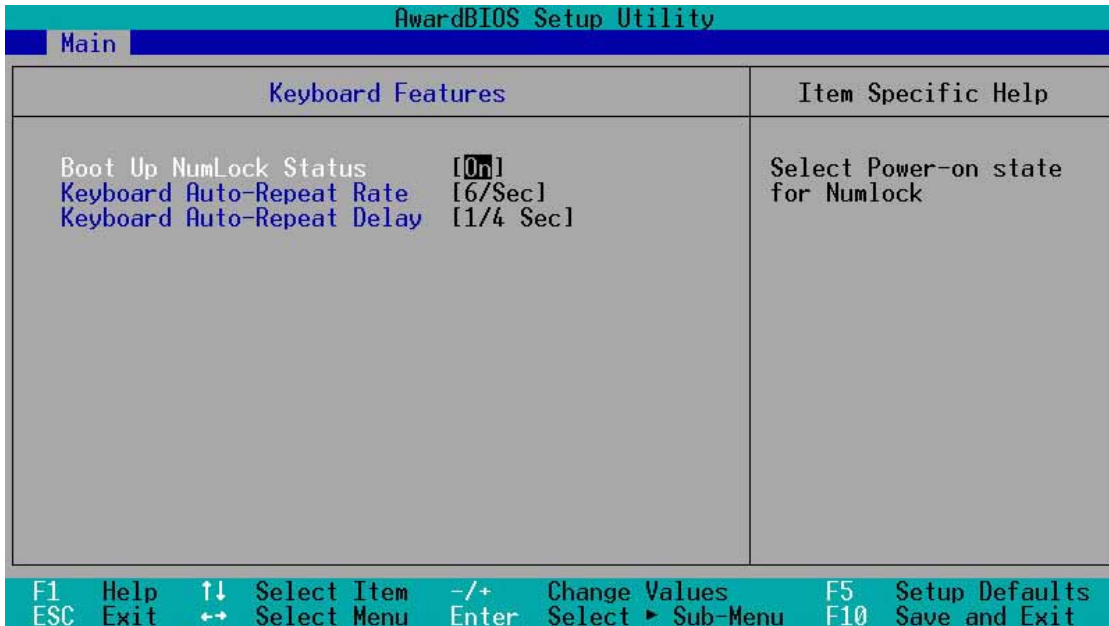 AwardBIOS Setup Utility
Main
Keyboard Features
Item Specific Help
Boot Up NumLock Status [On]
Keyboard Auto-Repeat Rate [6/Sec]
Keyboard Auto-Repeat Delay [1/4 Sec]
Select Power-on state
for Numlock
F1 Help ↑↓ Select Item -/+ Change Values F5 Setup Defaults
ESC Exit ←→ Select Menu Enter Select ► Sub-Menu F10 Save and Exit